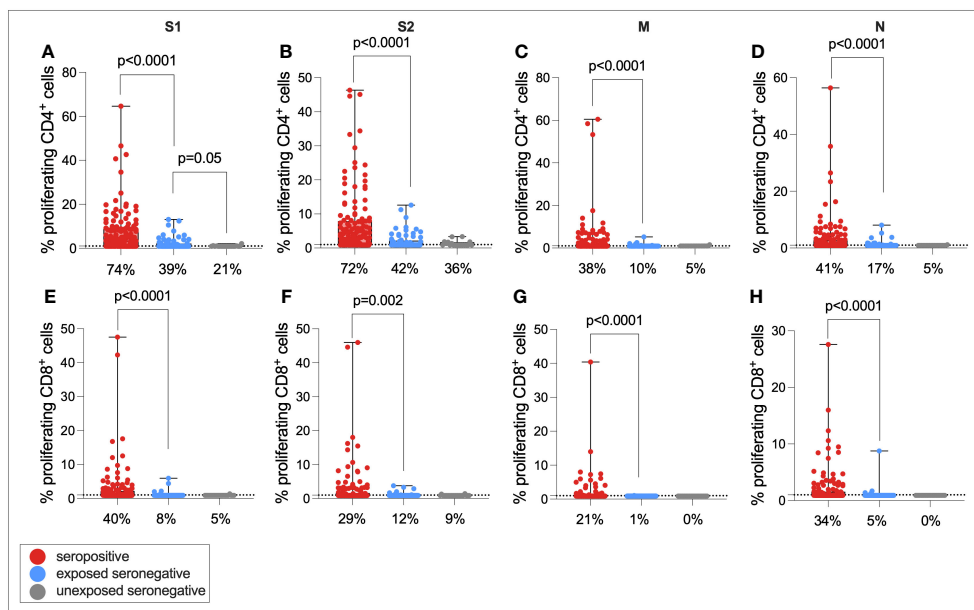 S1 S2 M N
A B C D
p<0.0001 p<0.0001 p<0.0001 p<0.0001
p=0.05
% proliferating CD4+ cells
80
60
40
20
0
74% 39% 21%
% proliferating CD4+ cells
50
40
30
20
10
0
72% 42% 36%
% proliferating CD4+ cells
80
60
40
20
0
38% 10% 5%
% proliferating CD4+ cells
60
40
20
0
41% 17% 5%
E F G H
p<0.0001 p=0.002 p<0.0001 p<0.0001
% proliferating CD8+ cells
50
40
30
20
10
0
40% 8% 5%
% proliferating CD8+ cells
50
40
30
20
10
0
29% 12% 9%
% proliferating CD8+ cells
50
40
30
20
10
0
21% 1% 0%
% proliferating CD8+ cells
30
20
10
0
34% 5% 0%
seropositive
exposed seronegative
unexposed seronegative